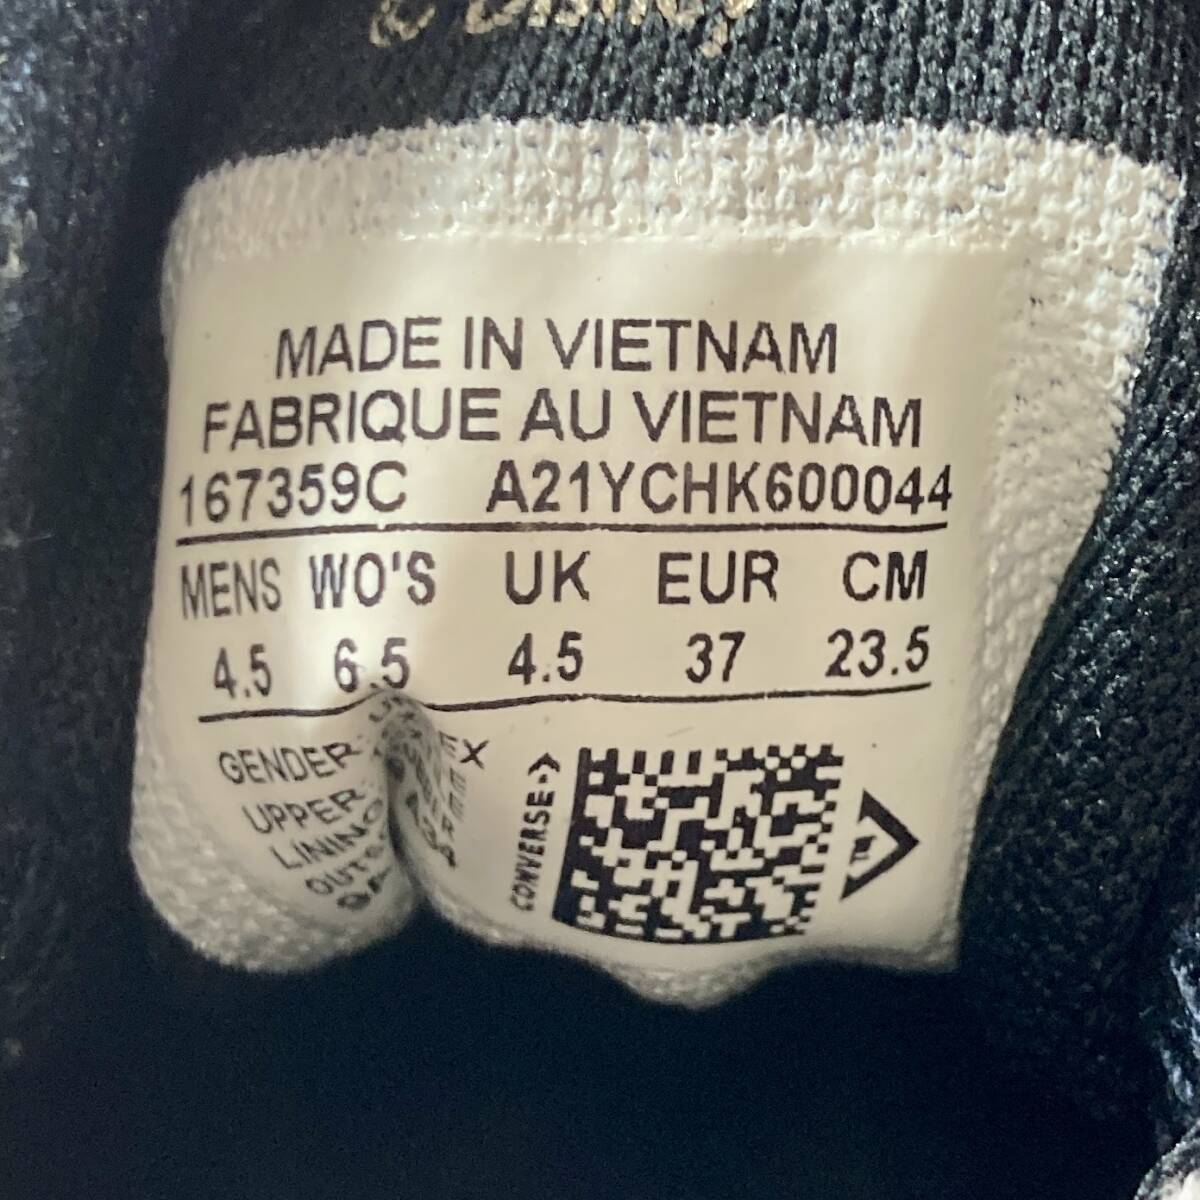 MADE IN VIETNAM
FABRIQUE AU VIETNAM
167359C A21YCHK600044
MENS WO'S UK EUR CM
4.5 6.5 4.5 37 23.5
GENDER
UPPER
LINING
CONVERSE